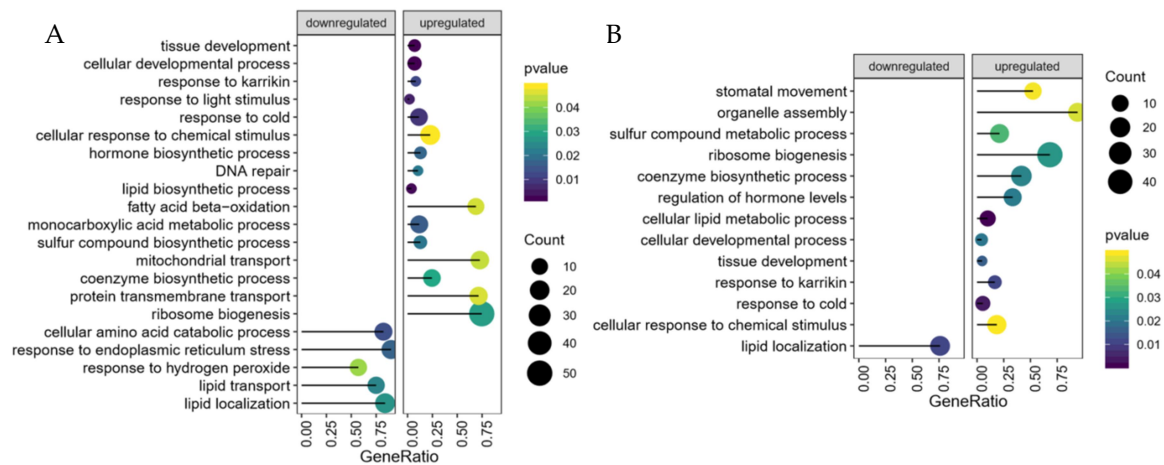 A
downregulated
upregulated
tissue development
cellular developmental process
response to karrikin
response to light stimulus
response to cold
cellular response to chemical stimulus
hormone biosynthetic process
DNA repair
lipid biosynthetic process
fatty acid beta−oxidation
monocarboxylic acid metabolic process
sulfur compound biosynthetic process
mitochondrial transport
coenzyme biosynthetic process
protein transmembrane transport
ribosome biogenesis
cellular amino acid catabolic process
response to endoplasmic reticulum stress
response to hydrogen peroxide
lipid transport
lipid localization
0.00 0.25 0.50 0.75 0.00 0.25 0.50 0.75
GeneRatio
pvalue
0.04
0.03
0.02
0.01
Count
10
20
30
40
50
B
downregulated
upregulated
stomatal movement
organelle assembly
sulfur compound metabolic process
ribosome biogenesis
coenzyme biosynthetic process
regulation of hormone levels
cellular lipid metabolic process
cellular developmental process
tissue development
response to karrikin
response to cold
cellular response to chemical stimulus
lipid localization
0.00 0.25 0.50 0.75 0.00 0.25 0.50 0.75
GeneRatio
Count
10
20
30
40
pvalue
0.04
0.03
0.02
0.01